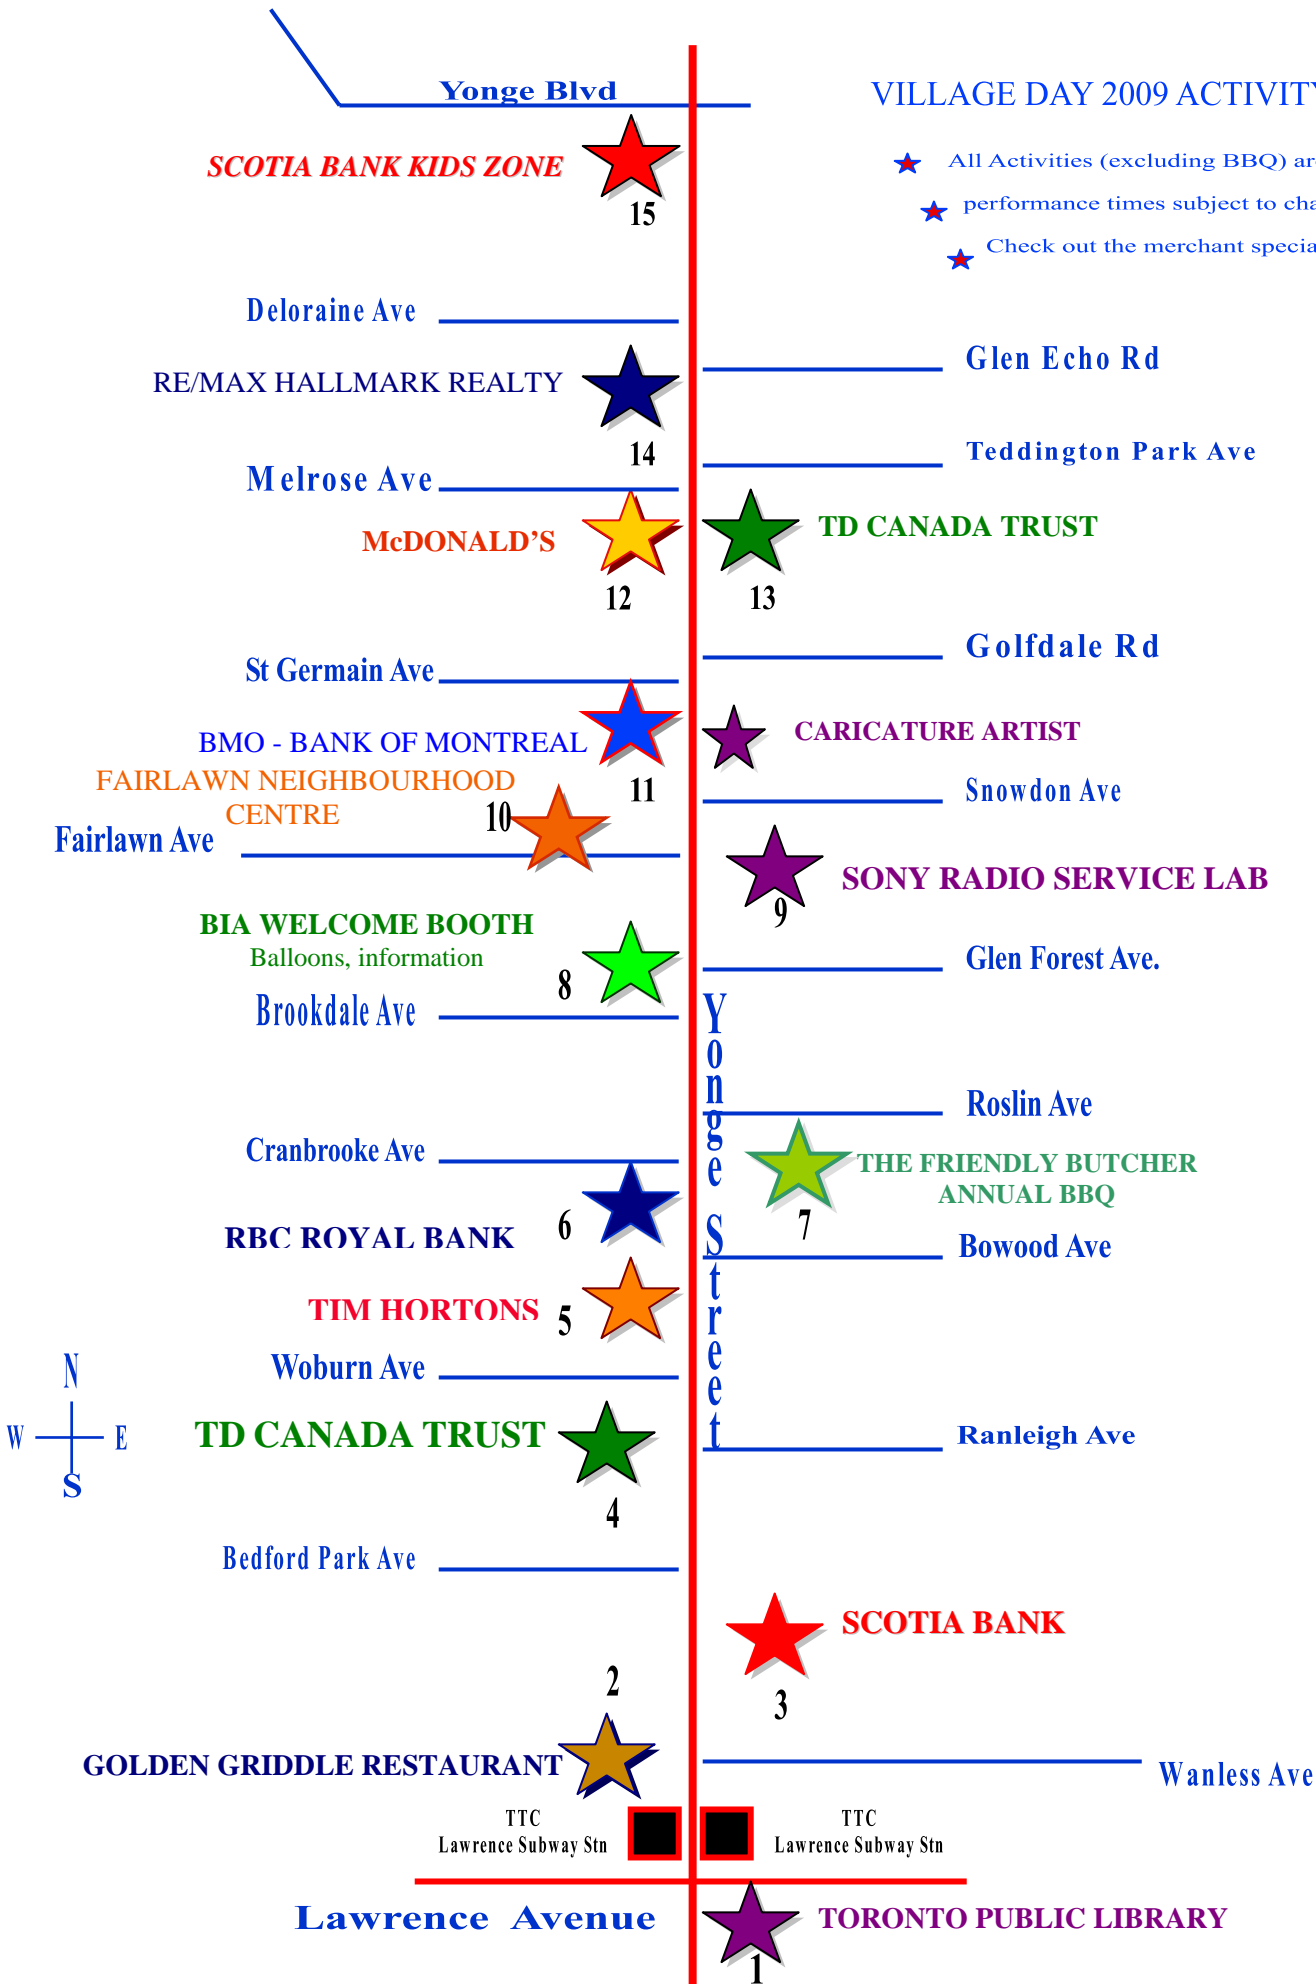 Yonge Blvd
VILLAGE DAY 2009 ACTIVITY
SCOTIA BANK KIDS ZONE
15
All Activities (excluding BBQ) ar
performance times subject to cha
Check out the merchant specia
Deloraine Ave
Glen Echo Rd
RE/MAX HALLMARK REALTY
14
Teddington Park Ave
Melrose Ave
McDONALD'S
12
TD CANADA TRUST
13
Golfdale Rd
St Germain Ave
BMO - BANK OF MONTREAL
11
CARICATURE ARTIST
FAIRLAWN NEIGHBOURHOOD
CENTRE
10
Snowdon Ave
Fairlawn Ave
SONY RADIO SERVICE LAB
9
BIA WELCOME BOOTH
Balloons, information
8
Glen Forest Ave.
Brookdale Ave
Yonge Street
Roslin Ave
Cranbrooke Ave
THE FRIENDLY BUTCHER
ANNUAL BBQ
7
RBC ROYAL BANK
6
Bowood Ave
TIM HORTONS
5
Woburn Ave
N
W E
S
TD CANADA TRUST
4
Ranleigh Ave
Bedford Park Ave
SCOTIA BANK
3
2
GOLDEN GRIDDLE RESTAURANT
Wanless Ave
TTC
Lawrence Subway Stn
TTC
Lawrence Subway Stn
Lawrence Avenue
TORONTO PUBLIC LIBRARY
1